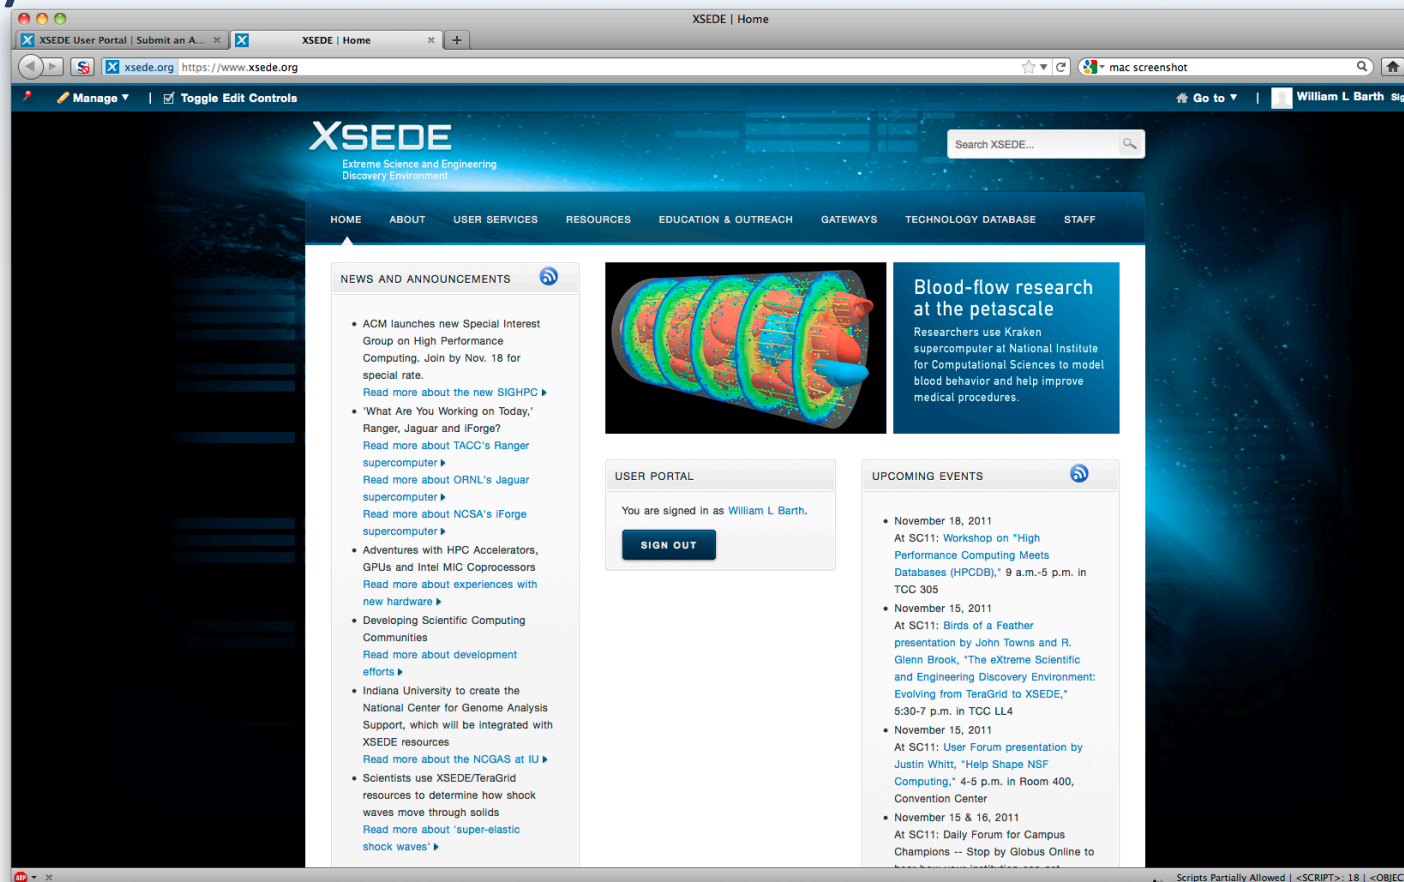 XSEDE | Home
XSEDE User Portal | Submit an A...
XSEDE | Home
xsede.org https://www.xsede.org
mac screenshot
Manage
Toggle Edit Controls
Go to
William L Barth
XSEDE
Extreme Science and Engineering
Discovery Environment
Search XSEDE...
HOME ABOUT USER SERVICES RESOURCES EDUCATION & OUTREACH GATEWAYS TECHNOLOGY DATABASE STAFF
NEWS AND ANNOUNCEMENTS
• ACM launches new Special Interest
Group on High Performance
Computing. Join by Nov. 18 for
special rate.
Read more about the new SIGHPC
• 'What Are You Working on Today,'
Ranger, Jaguar and iForge?
Read more about TACC's Ranger
supercomputer
Read more about ORNL's Jaguar
supercomputer
Read more about NCSA's iForge
supercomputer
• Adventures with HPC Accelerators,
GPUs and Intel MIC Coprocessors
Read more about experiences with
new hardware
• Developing Scientific Computing
Communities
Read more about development
efforts
• Indiana University to create the
National Center for Genome Analysis
Support, which will be integrated with
XSEDE resources
Read more about the NCGAS at IU
• Scientists use XSEDE/TeraGrid
resources to determine how shock
waves move through solids
Read more about 'super-elastic
shock waves'
Blood-flow research
at the petascale
Researchers use Kraken
supercomputer at National Institute
for Computational Sciences to model
blood behavior and help improve
medical procedures.
USER PORTAL
You are signed in as William L Barth.
SIGN OUT
UPCOMING EVENTS
• November 18, 2011
At SC11: Workshop on "High
Performance Computing Meets
Databases (HPCDB)," 9 a.m.-5 p.m. in
TCC 305
• November 15, 2011
At SC11: Birds of a Feather
presentation by John Towns and R.
Glenn Brook, "The eXtreme Scientific
and Engineering Discovery Environment:
Evolving from TeraGrid to XSEDE,"
5:30-7 p.m. in TCC LL4
• November 15, 2011
At SC11: User Forum presentation by
Justin Whitt, "Help Shape NSF
Computing," 4-5 p.m. in Room 400,
Convention Center
• November 15 & 16, 2011
At SC11: Daily Forum for Campus
Champions -- Stop by Globus Online to
ABP
Scripts Partially Allowed | <SCRIPT>: 18 | <OBJEC